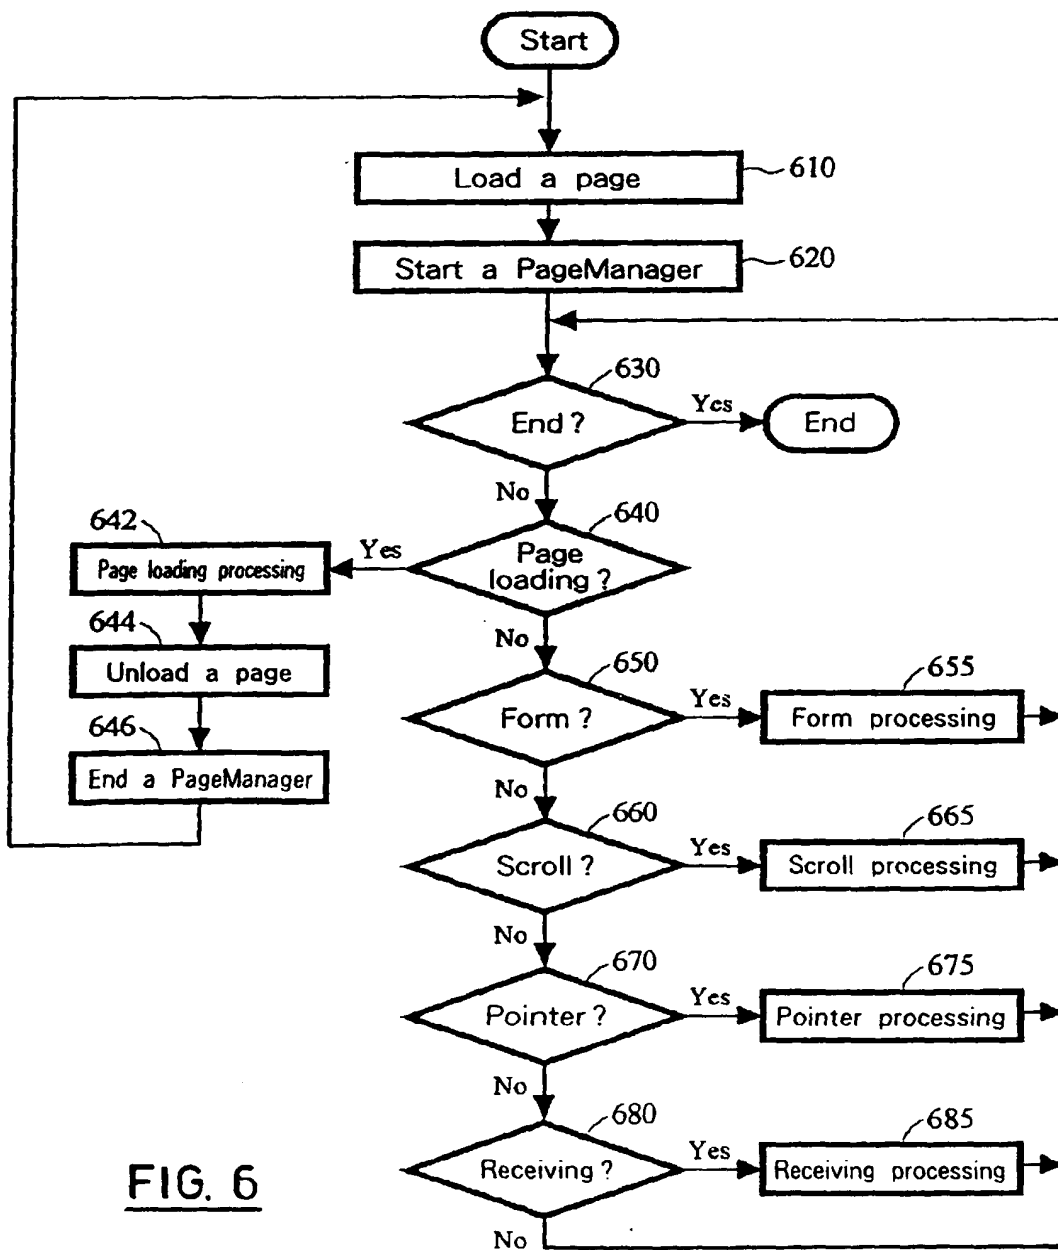 Start
Load a page
610
Start a PageManager
620
630
End ?
Yes
End
No
640
Page
loading ?
Yes
642
Page loading processing
644
Unload a page
646
End a PageManager
No
650
Form ?
Yes
655
Form processing
No
660
Scroll ?
Yes
665
Scroll processing
No
670
Pointer ?
Yes
675
Pointer processing
No
680
Receiving ?
Yes
685
Receiving processing
No
FIG. 6